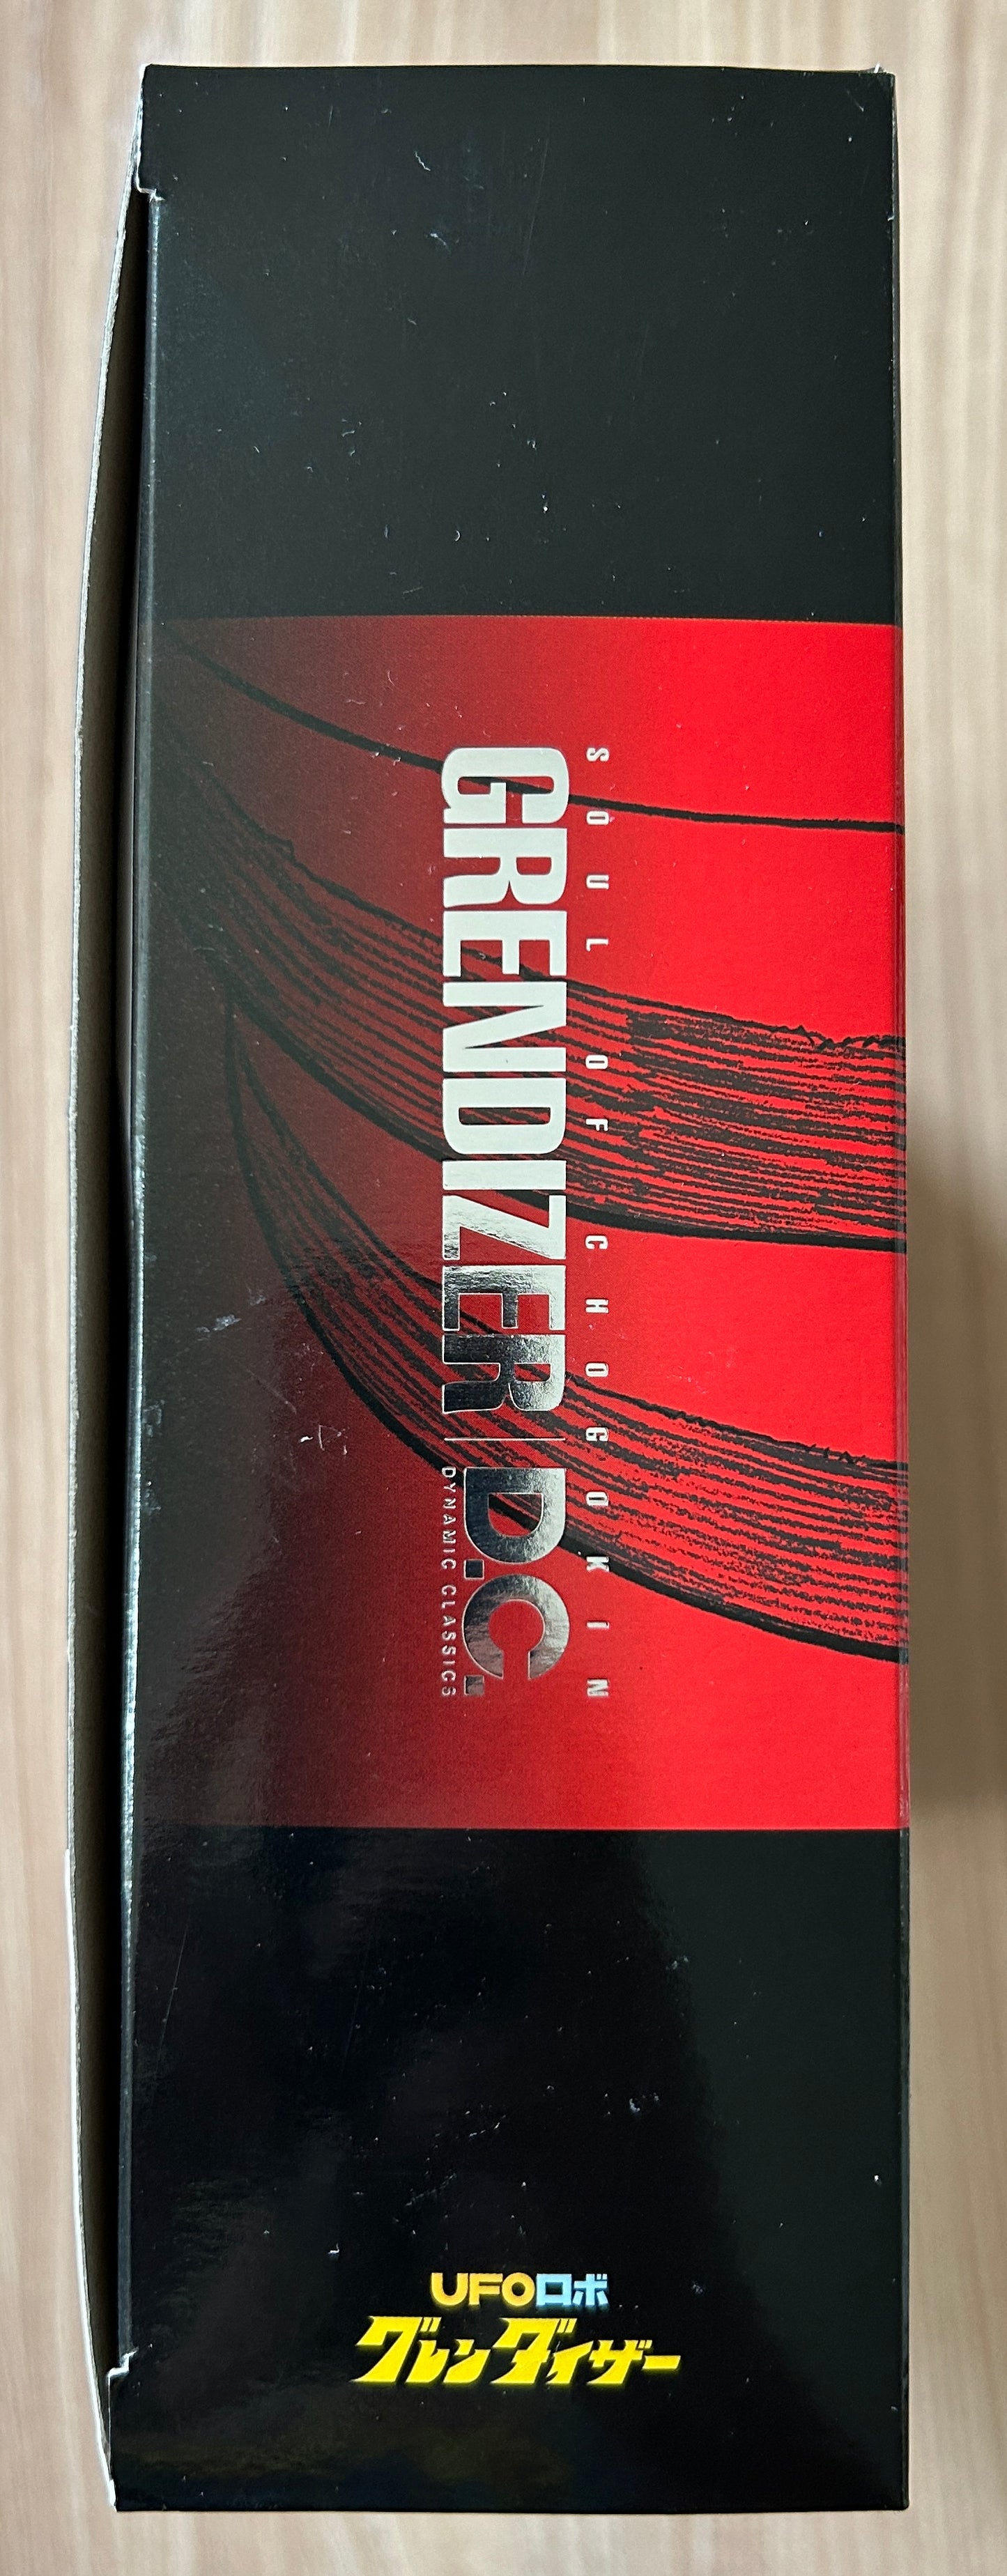 SOUL OF CHOGOKIN
GRENDIZER D.C.
DYNAMIC CLASSICS
UFOロボ
グレンダイザー